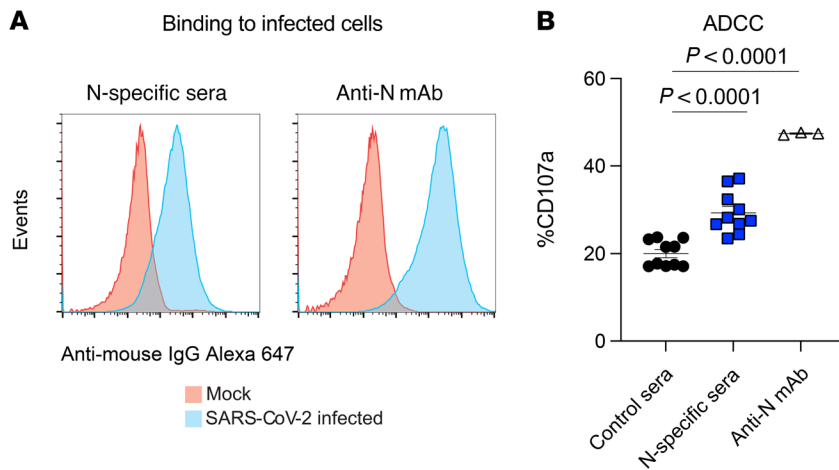 A
Binding to infected cells
N-specific sera
Anti-N mAb
Events
Anti-mouse IgG Alexa 647
Mock
SARS-CoV-2 infected
B
ADCC
P < 0.0001
P < 0.0001
%CD107a
60
40
20
0
Control sera
N-specific sera
Anti-N mAb